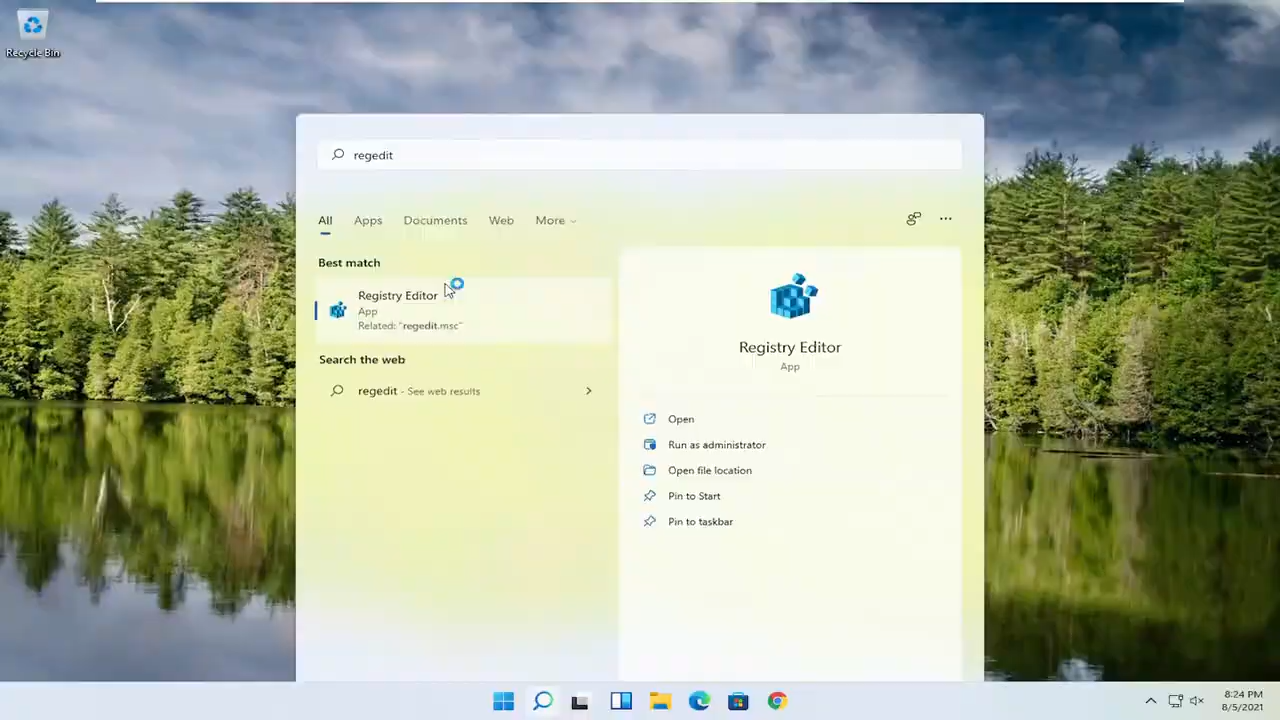 Recycle Bin
regedit
All Apps Documents Web More
Best match
Registry Editor
App
Related: "regedit.msc"
Search the web
regedit - See web results
Registry Editor
App
Open
Run as administrator
Open file location
Pin to Start
Pin to taskbar
8:24 PM
8/5/2021